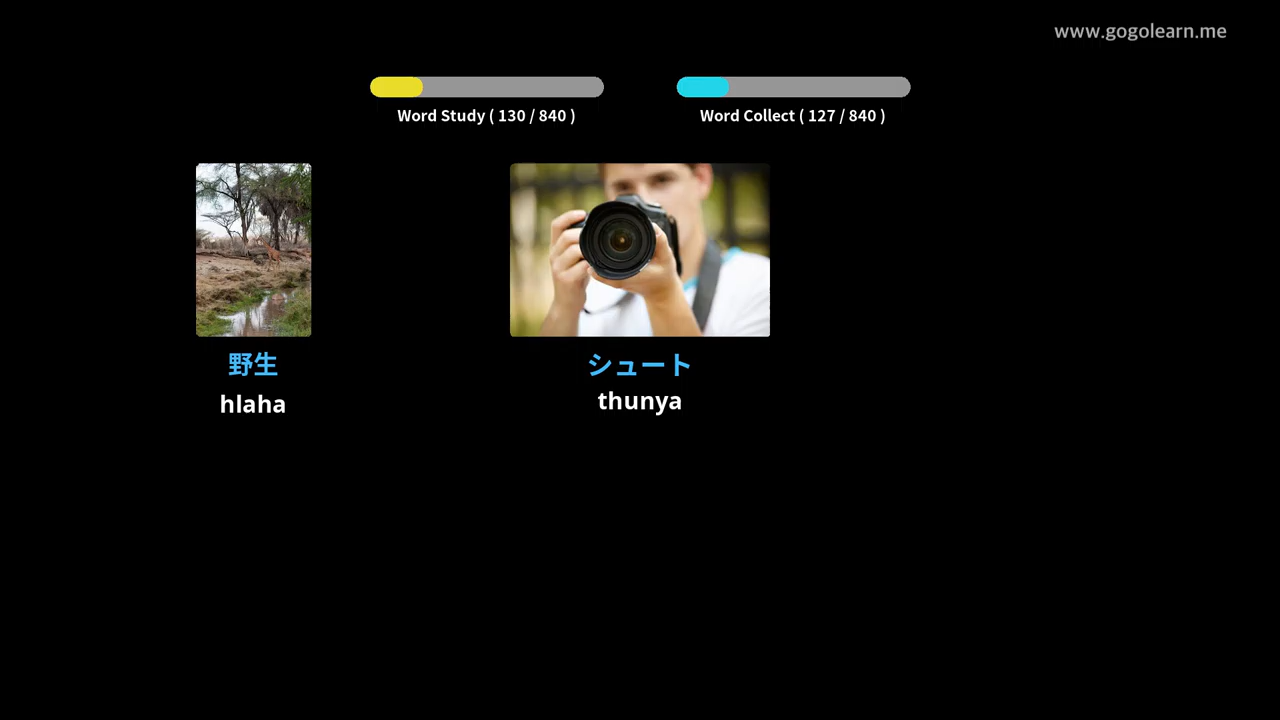 www.gogolearn.me
Word Study ( 130 / 840 )
Word Collect ( 127 / 840 )
野生
hlaha
シュート
thunya